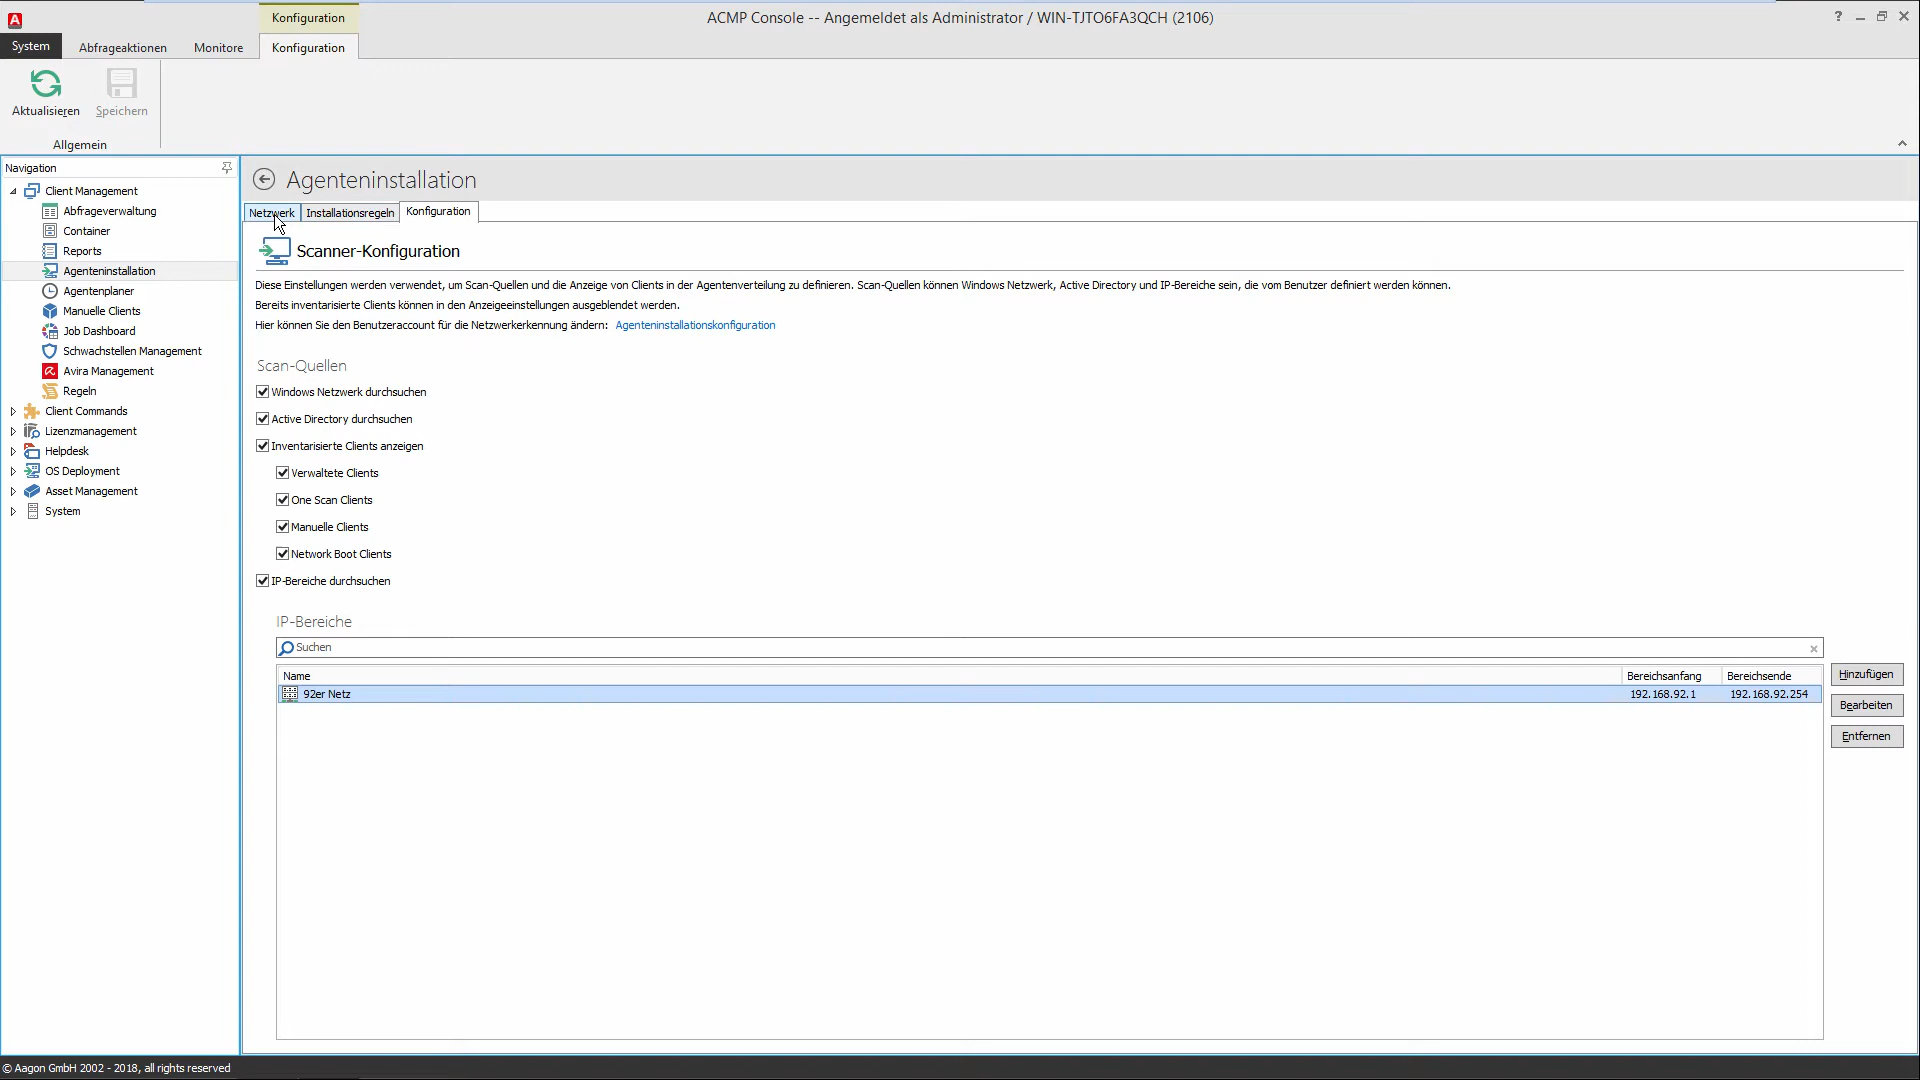 Konfiguration
ACMP Console -- Angemeldet als Administrator / WIN-TJTO6FA3QCH (2106)
System
Abfrageaktionen
Monitore
Konfiguration
Aktualisieren
Speichern
Allgemein
Navigation
Client Management
Abfrageverwaltung
Container
Reports
Agenteninstallation
Agentenplaner
Manuelle Clients
Job Dashboard
Schwachstellen Management
Avira Management
Regeln
Client Commands
Lizenzmanagement
Helpdesk
OS Deployment
Asset Management
System
Agenteninstallation
Netzwerk
Installationsregeln
Konfiguration
Scanner-Konfiguration
Diese Einstellungen werden verwendet, um Scan-Quellen und die Anzeige von Clients in der Agentenverteilung zu definieren. Scan-Quellen können Windows Netzwerk, Active Directory und IP-Bereiche sein, die vom Benutzer definiert werden können.
Bereits inventarisierte Clients können in den Anzeigeeinstellungen ausgeblendet werden.
Hier können Sie den Benutzeraccount für die Netzwerkerkennung ändern: Agenteninstallationskonfiguration
Scan-Quellen
Windows Netzwerk durchsuchen
Active Directory durchsuchen
Inventarisierte Clients anzeigen
Verwaltete Clients
One Scan Clients
Manuelle Clients
Network Boot Clients
IP-Bereiche durchsuchen
IP-Bereiche
Suchen
Name Bereichsanfang Bereichsende
92er Netz 192.168.92.1 192.168.92.254
Hinzufügen
Bearbeiten
Entfernen
© Aagon GmbH 2002 - 2018, all rights reserved